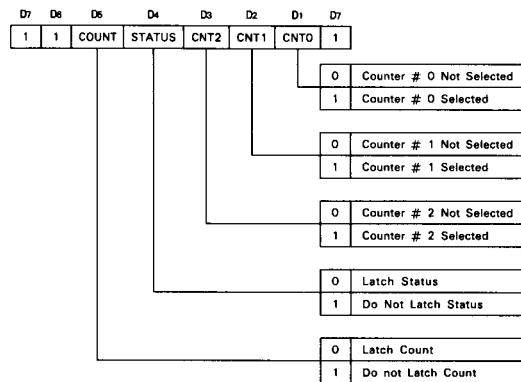 D7 D6 D5 D4 D3 D2 D1 D7
1 1 COUNT STATUS CNT2 CNT1 CNT0 1
0 Counter # 0 Not Selected
1 Counter # 0 Selected
0 Counter # 1 Not Selected
1 Counter # 1 Selected
0 Counter # 2 Not Selected
1 Counter # 2 Selected
0 Latch Status
1 Do Not Latch Status
0 Latch Count
1 Do not Latch Count